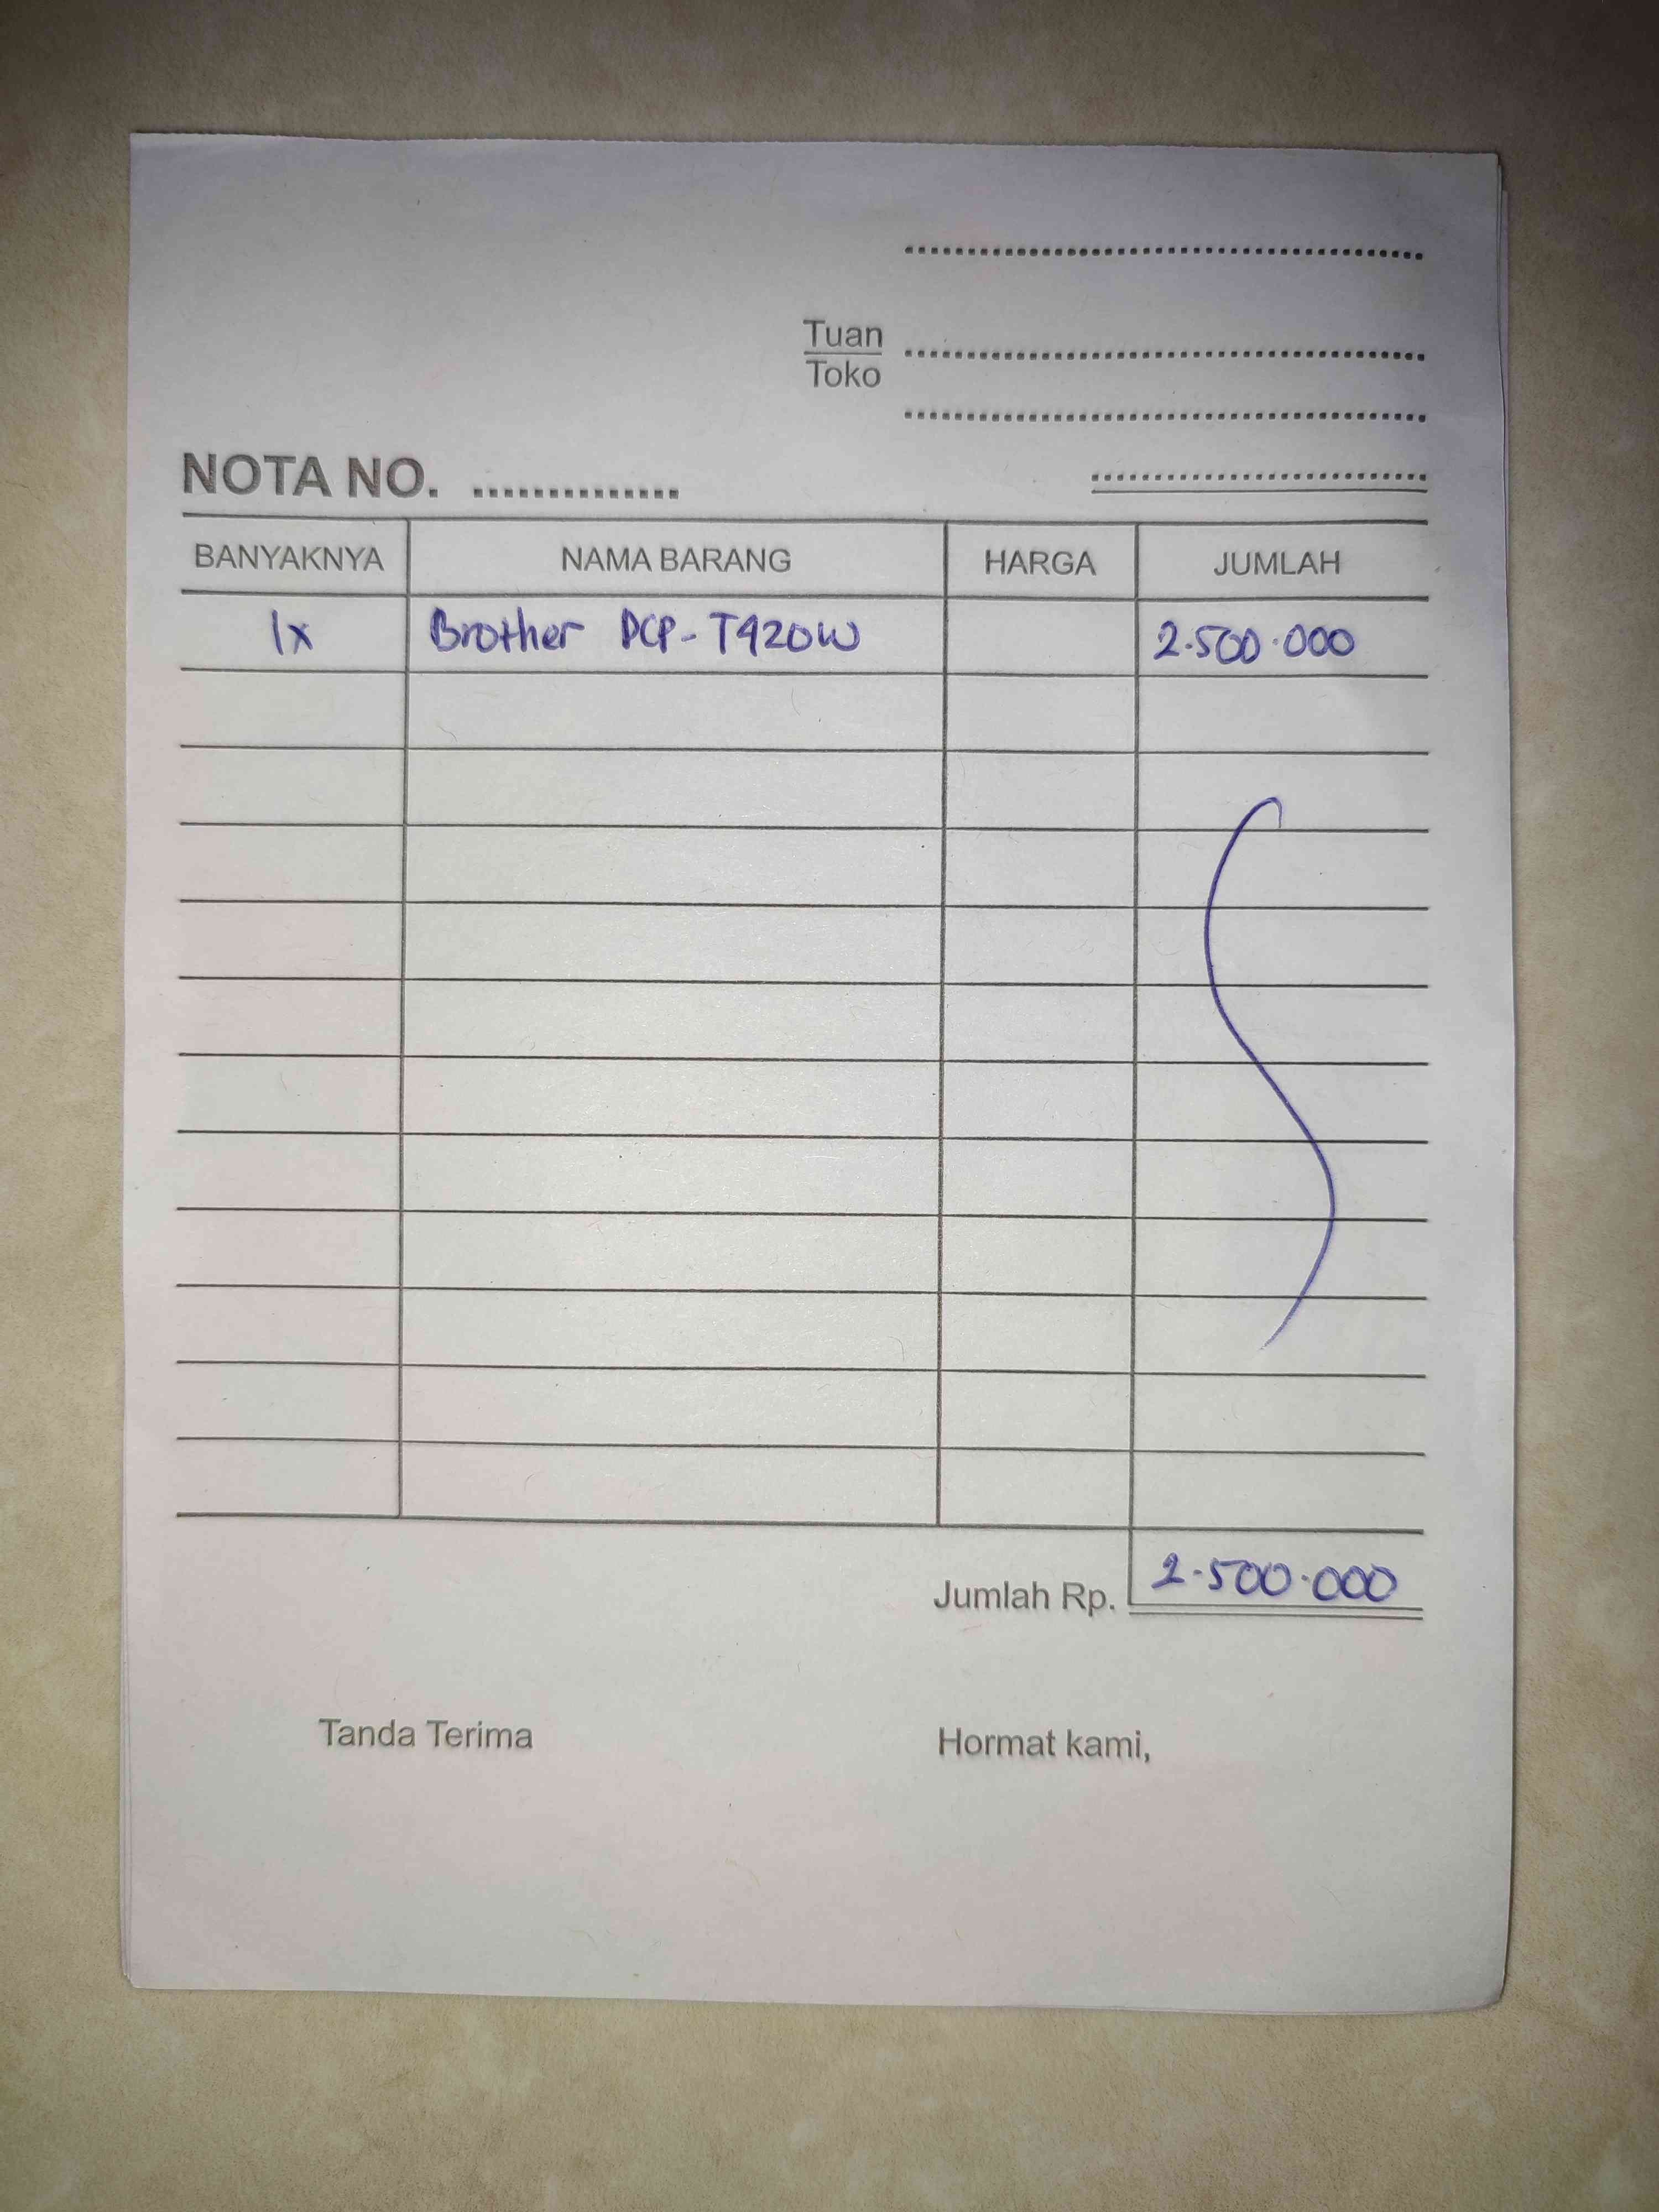 Tuan
Toko
NOTA NO. ..............
BANYAKNYA NAMA BARANG HARGA JUMLAH
1x Brother DCP-T420W 2.500.000
Jumlah Rp. 2.500.000
Tanda Terima Hormat kami,